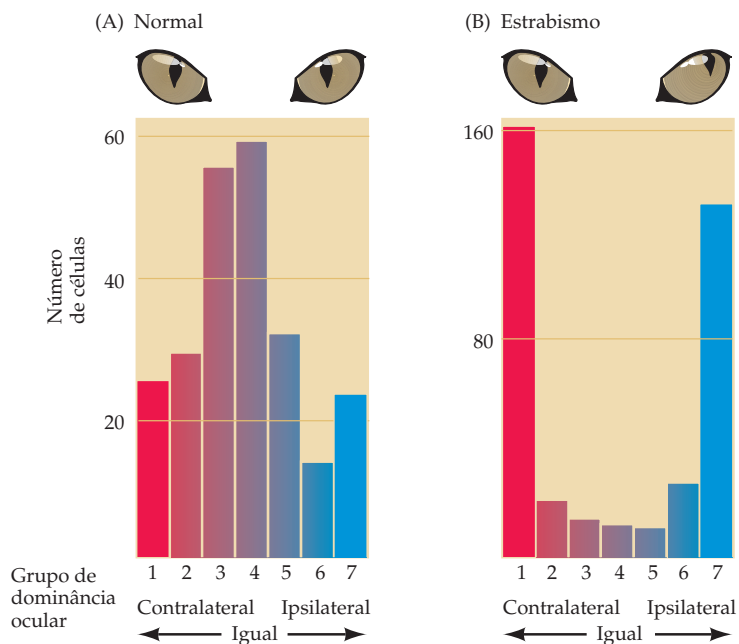 (A) Normal
(B) Estrabismo
60
40
20
Número
de células
160
80
Grupo de
dominância
ocular
1 2 3 4 5 6 7
Contralateral Ipsilateral
Igual
1 2 3 4 5 6 7
Contralateral Ipsilateral
Igual